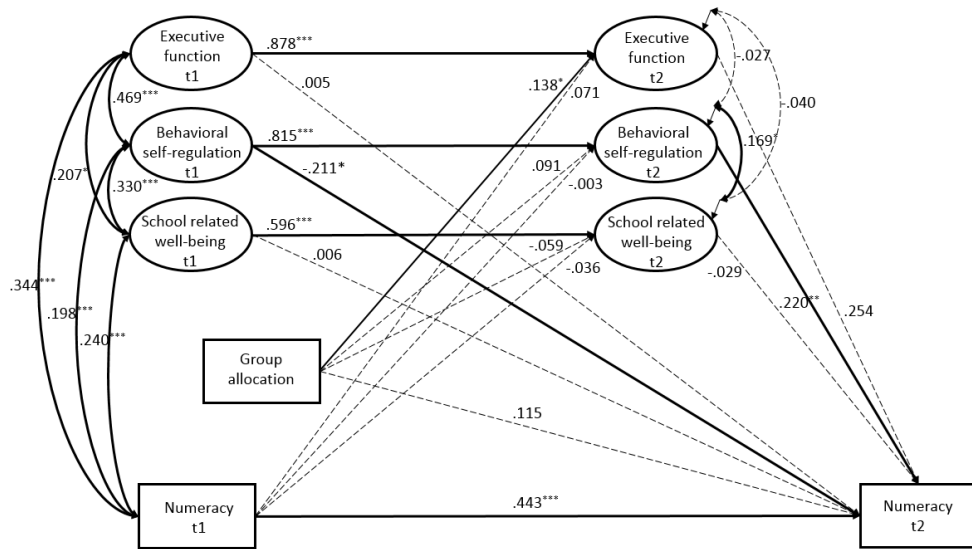 Executive
function
t1
.878***
.005
Executive
function
t2
-.027
-.040
.138*
.071
.469***
Behavioral
self-regulation
t1
.815***
-.211*
Behavioral
self-regulation
t2
.169*
.091
-.003
.207*
.330***
School related
well-being
t1
.596***
.006
School related
well-being
t2
-.059
-.036
-.029
.344***
.198***
.240***
.220**
.254
Group
allocation
.115
Numeracy
t1
.443***
Numeracy
t2